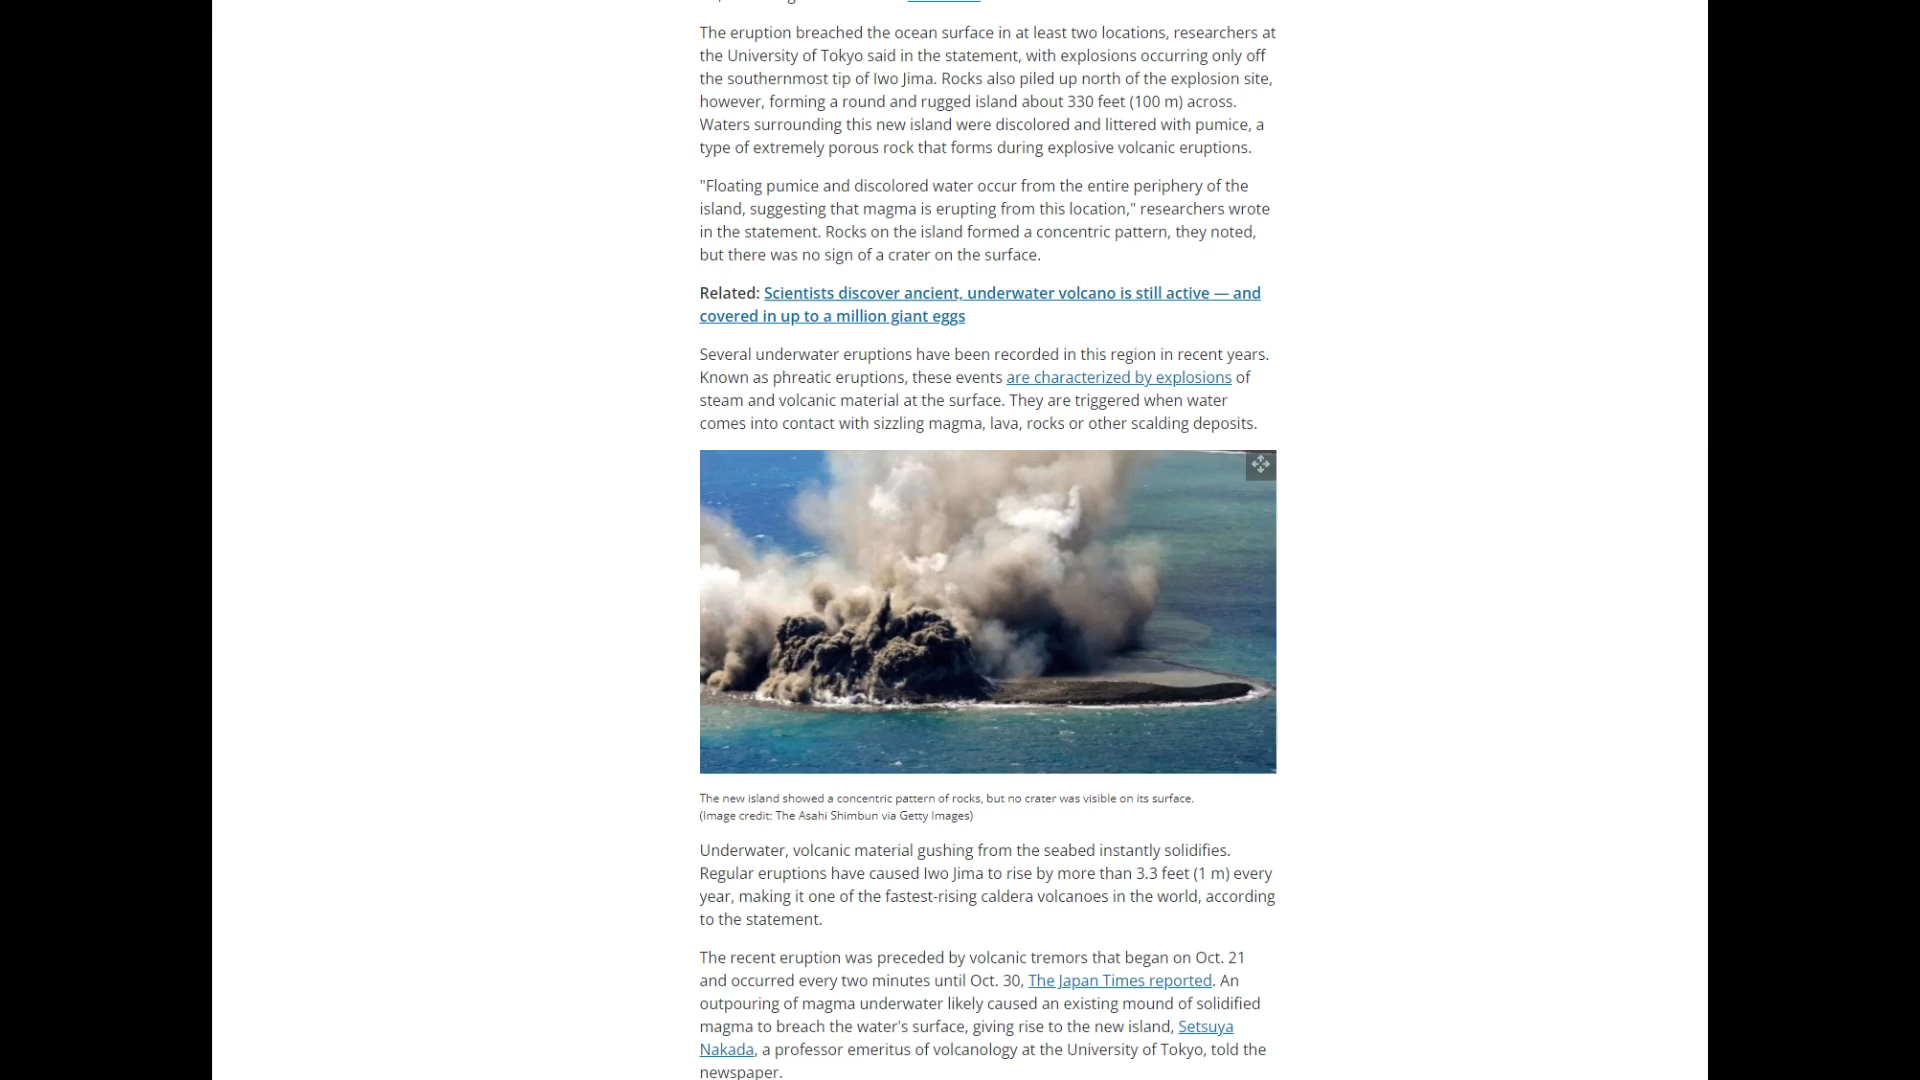 The eruption breached the ocean surface in at least two locations, researchers at
the University of Tokyo said in the statement, with explosions occurring only off
the southernmost tip of Iwo Jima. Rocks also piled up north of the explosion site,
however, forming a round and rugged island about 330 feet (100 m) across.
Waters surrounding this new island were discolored and littered with pumice, a
type of extremely porous rock that forms during explosive volcanic eruptions.
"Floating pumice and discolored water occur from the entire periphery of the
island, suggesting that magma is erupting from this location," researchers wrote
in the statement. Rocks on the island formed a concentric pattern, they noted,
but there was no sign of a crater on the surface.
Related: Scientists discover ancient, underwater volcano is still active — and
covered in up to a million giant eggs
Several underwater eruptions have been recorded in this region in recent years.
Known as phreatic eruptions, these events are characterized by explosions of
steam and volcanic material at the surface. They are triggered when water
comes into contact with sizzling magma, lava, rocks or other scalding deposits.
The new island showed a concentric pattern of rocks, but no crater was visible on its surface.
(Image credit: The Asahi Shimbun via Getty Images)
Underwater, volcanic material gushing from the seabed instantly solidifies.
Regular eruptions have caused Iwo Jima to rise by more than 3.3 feet (1 m) every
year, making it one of the fastest-rising caldera volcanoes in the world, according
to the statement.
The recent eruption was preceded by volcanic tremors that began on Oct. 21
and occurred every two minutes until Oct. 30, The Japan Times reported. An
outpouring of magma underwater likely caused an existing mound of solidified
magma to breach the water's surface, giving rise to the new island, Setsuya
Nakada, a professor emeritus of volcanology at the University of Tokyo, told the
newspaper.